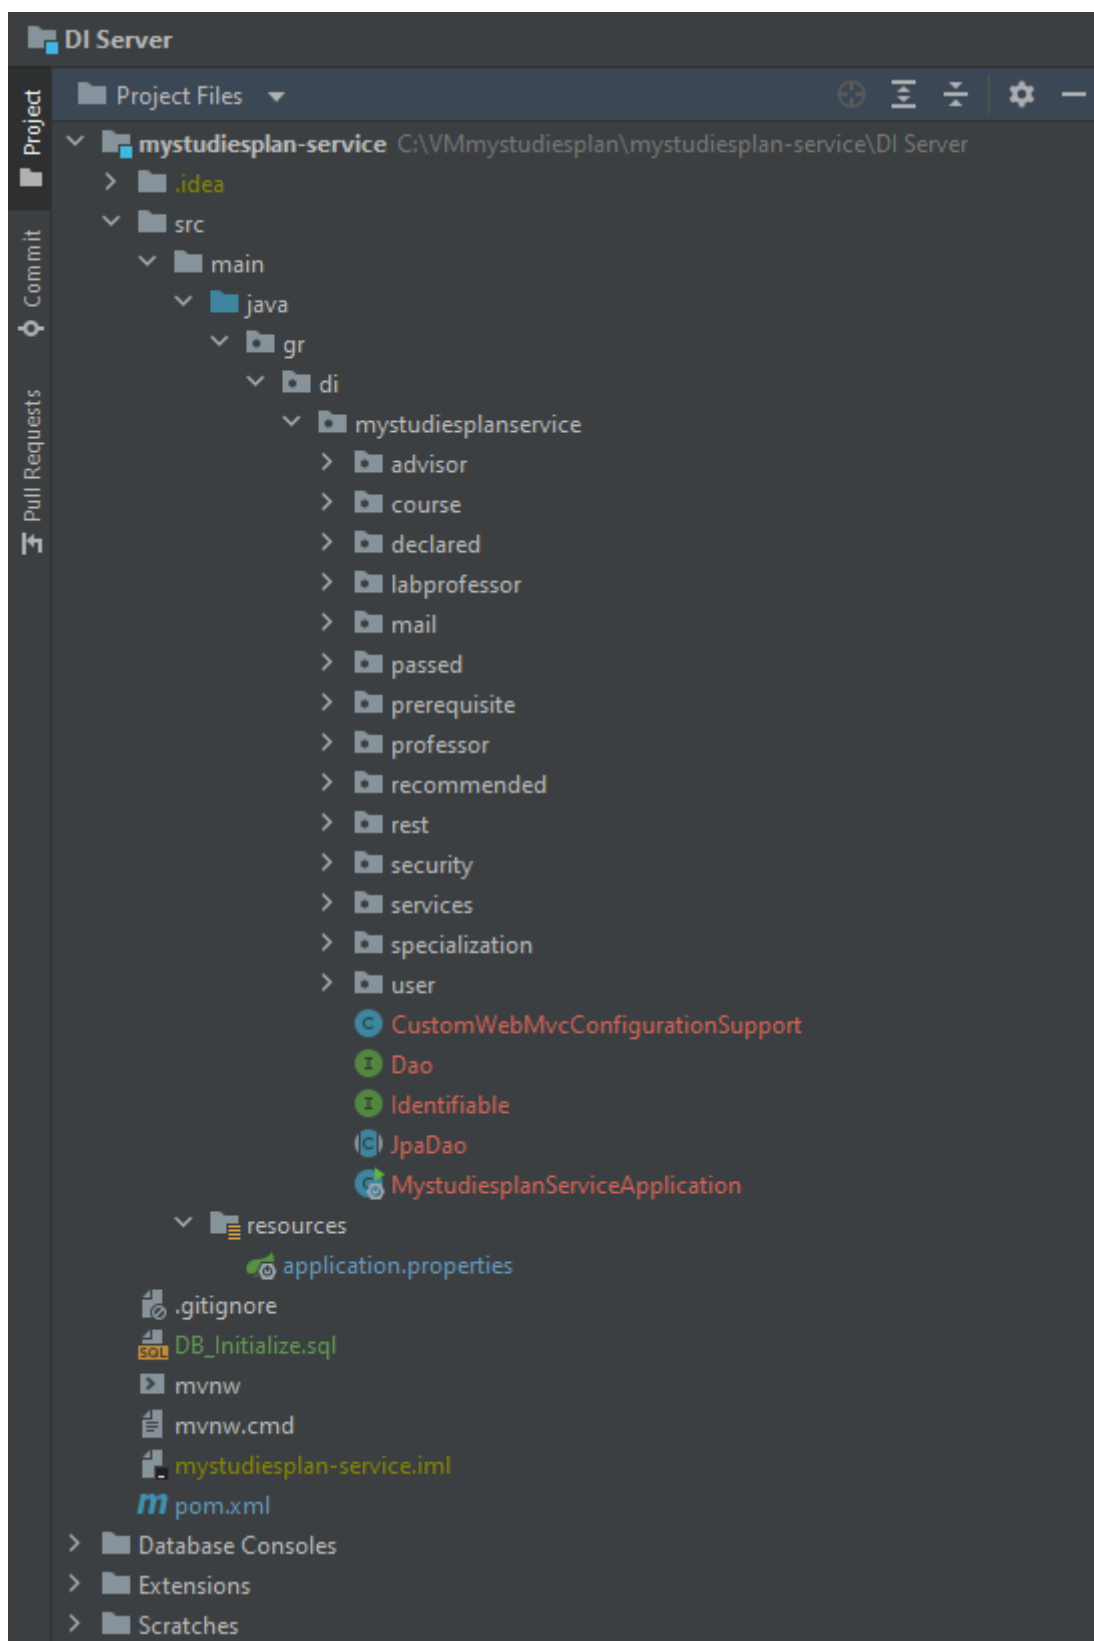 DI Server
Project Files
Project
Commit
Pull Requests
mystudiesplan-service C:\VMmystudiesplan\mystudiesplan-service\DI Server
.idea
src
main
java
gr
di
mystudiesplanservice
advisor
course
declared
labprofessor
mail
passed
prerequisite
professor
recommended
rest
security
services
specialization
user
CustomWebMvcConfigurationSupport
Dao
Identifiable
JpaDao
MystudiesplanServiceApplication
resources
application.properties
.gitignore
DB_Initialize.sql
mvnw
mvnw.cmd
mystudiesplan-service.iml
pom.xml
Database Consoles
Extensions
Scratches